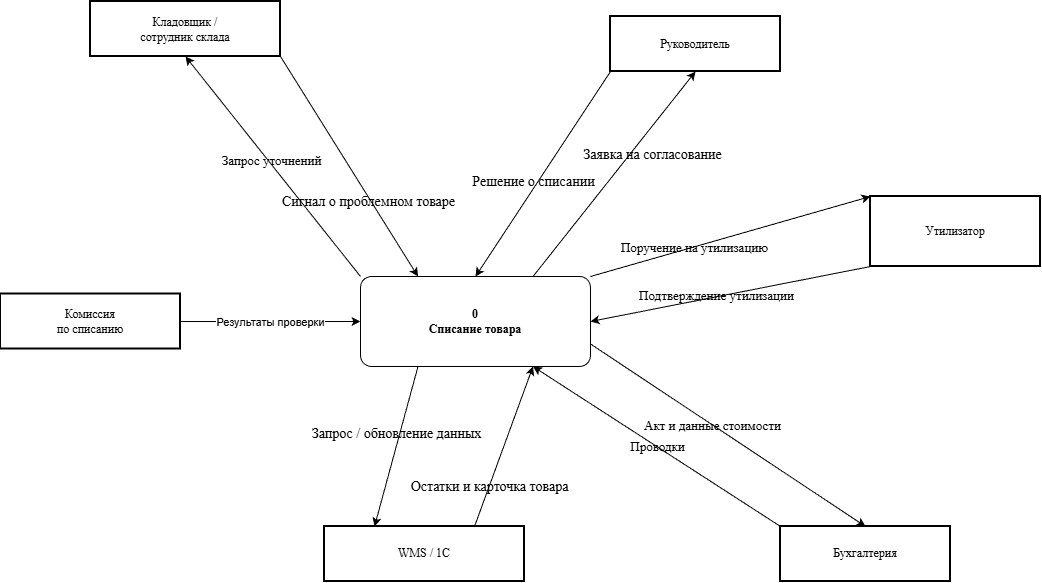 Кладовщик /
сотрудник склада
Руководитель
Запрос уточнений
Заявка на согласование
Решение о списании
Сигнал о проблемном товаре
Утилизатор
Поручение на утилизацию
Подтверждение утилизации
Комиссия
по списанию
Результаты проверки
0
Списание товара
Запрос / обновление данных
Акт и данные стоимости
Проводки
Остатки и карточка товара
WMS / 1С
Бухгалтерия